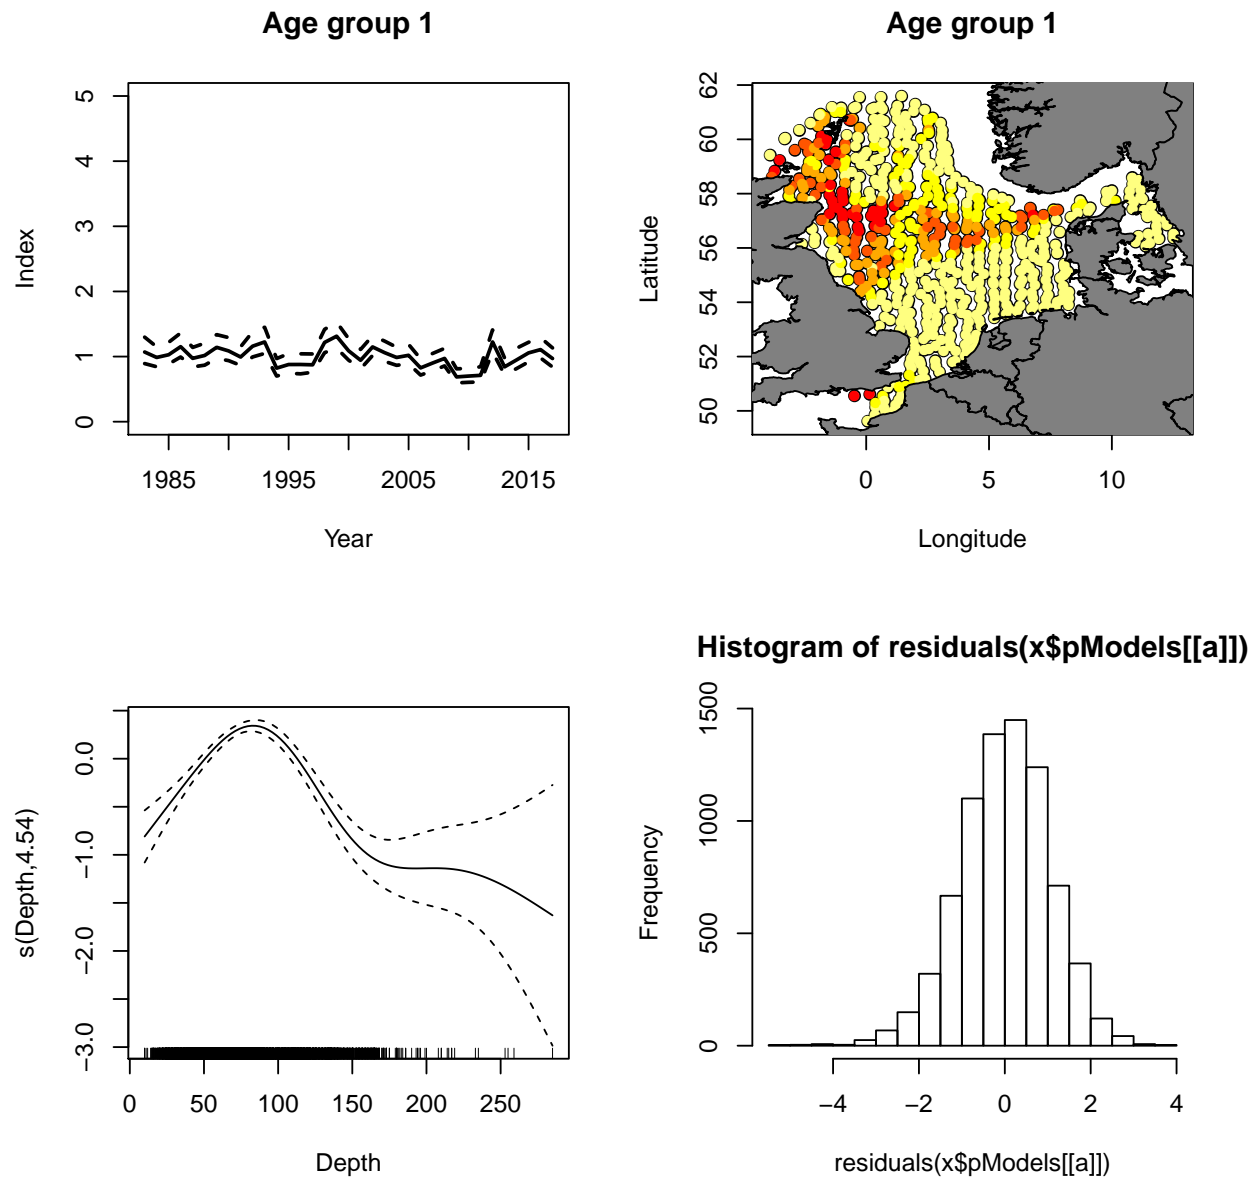 Age group 1
5
4
3
2
1
0
Index
1985 1995 2005 2015
Year
Age group 1
62
60
58
56
54
52
50
Latitude
0 5 10
Longitude
0.0
−1.0
−2.0
−3.0
s(Depth,4.54)
0 50 100 150 200 250
Depth
Histogram of residuals(x$pModels[[a]])
1500
1000
500
0
Frequency
−4 −2 0 2 4
residuals(x$pModels[[a]])